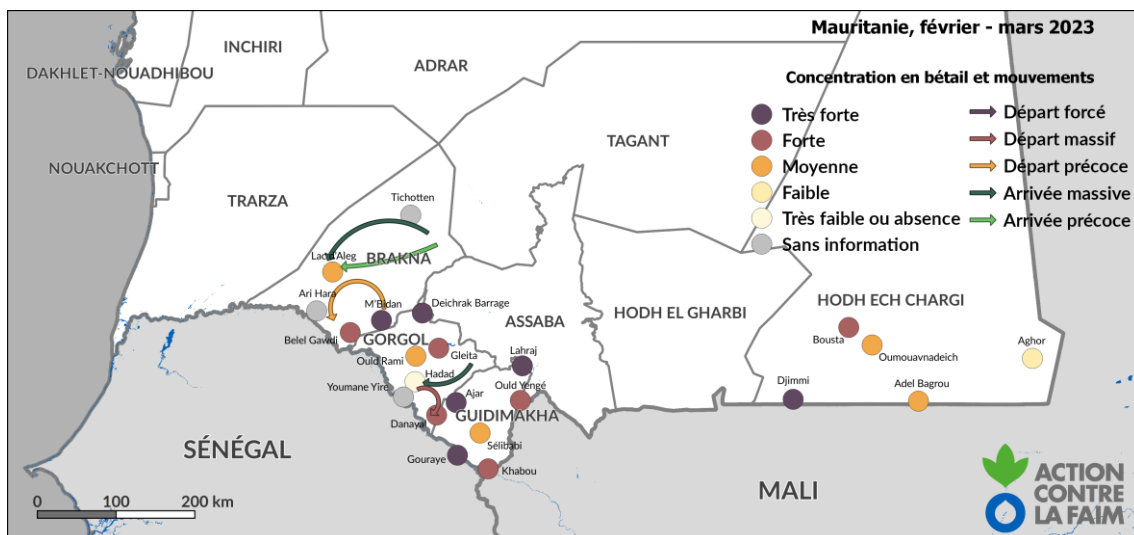 Mauritanie, février - mars 2023
Concentration en bétail et mouvements
Très forte
Forte
Moyenne
Faible
Très faible ou absence
Sans information
Départ forcé
Départ massif
Départ précoce
Arrivée massive
Arrivée précoce
INCHIRI
DAKHLET-NOUADHIBOU
ADRAR
TAGANT
NOUAKCHOTT
TRARZA
Tichotten
Lac d'Aleg
BRAKNA
Ari Hara
M'Bidan
Deichrak Barrage
ASSABA
HODH EL GHARBI
HODH ECH CHARGI
Belel Gawdi
GORGOL
Gleita
Ould Rami
Lahraj
Bousta
Oumouavnadeich
Aghor
Hadad
Youmane Yire
Ajar
Ould Yengé
Djimmi
Adel Bagrou
Danayal
GUIDIMAKHA
Sélibabi
Gouraye
Khabou
SÉNÉGAL
MALI
0 100 200 km
ACTION
CONTRE
LA FAIM